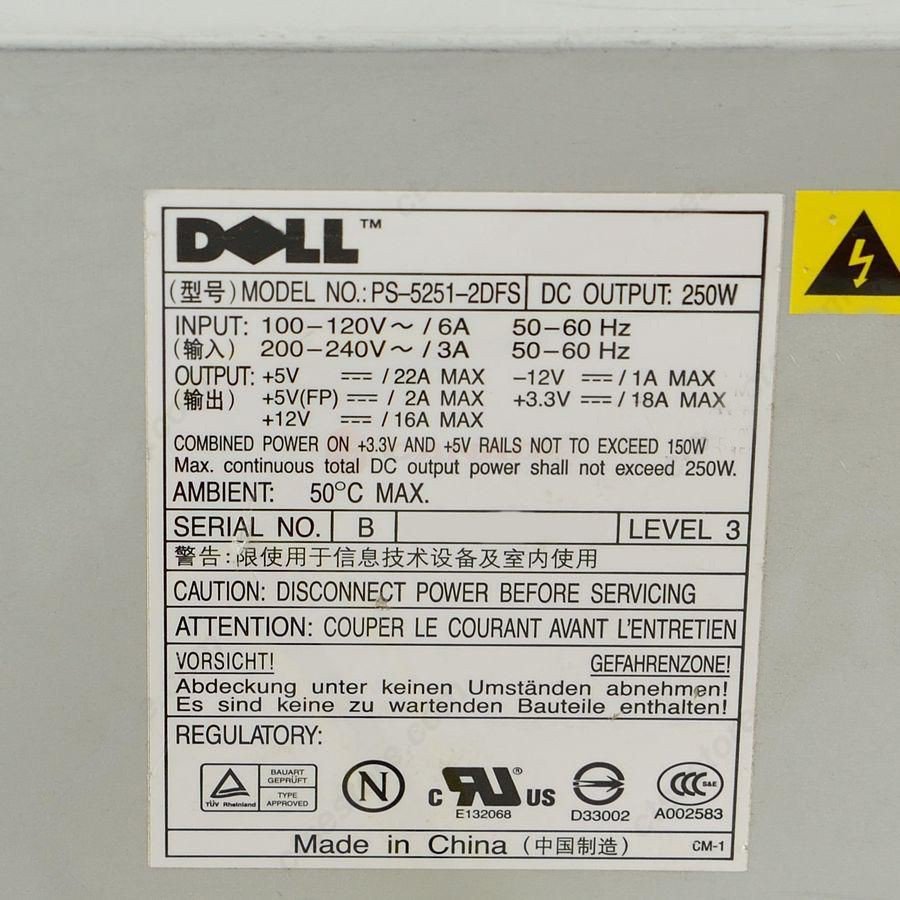 DOLL™
(型号) MODEL NO.: PS–5251–2DFS DC OUTPUT: 250W
INPUT: 100–120V～ / 6A 50–60 Hz
(输入) 200–240V～ / 3A 50–60 Hz
OUTPUT: +5V ⎓ / 22A MAX –12V ⎓ / 1A MAX
(输出) +5V(FP) ⎓ / 2A MAX +3.3V ⎓ / 18A MAX
+12V ⎓ / 16A MAX
COMBINED POWER ON +3.3V AND +5V RAILS NOT TO EXCEED 150W
Max. continuous total DC output power shall not exceed 250W.
AMBIENT: 50°C MAX.
SERIAL NO. B LEVEL 3
警告:限使用于信息技术设备及室内使用
CAUTION: DISCONNECT POWER BEFORE SERVICING
ATTENTION: COUPER LE COURANT AVANT L'ENTRETIEN
VORSICHT! GEFAHRENZONE!
Abdeckung unter keinen Umständen abnehmen!
Es sind keine zu wartenden Bauteile enthalten!
REGULATORY:
TÜV Rheinland
BAUART GEPRÜFT
TYPE APPROVED
N
c RU ® US
E132068
D33002
CCC S&E
A002583
Made in China (中国制造) CM-1